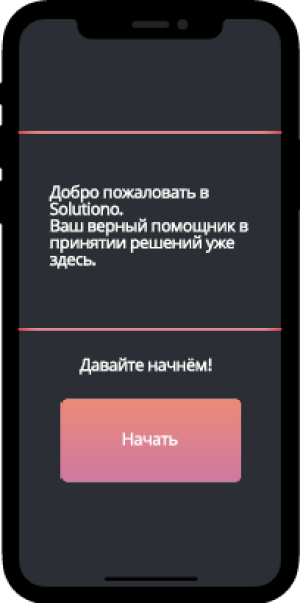 Добро пожаловать в
Solutiono.
Ваш верный помощник в
принятии решений уже
здесь.
Давайте начнём!
Начать